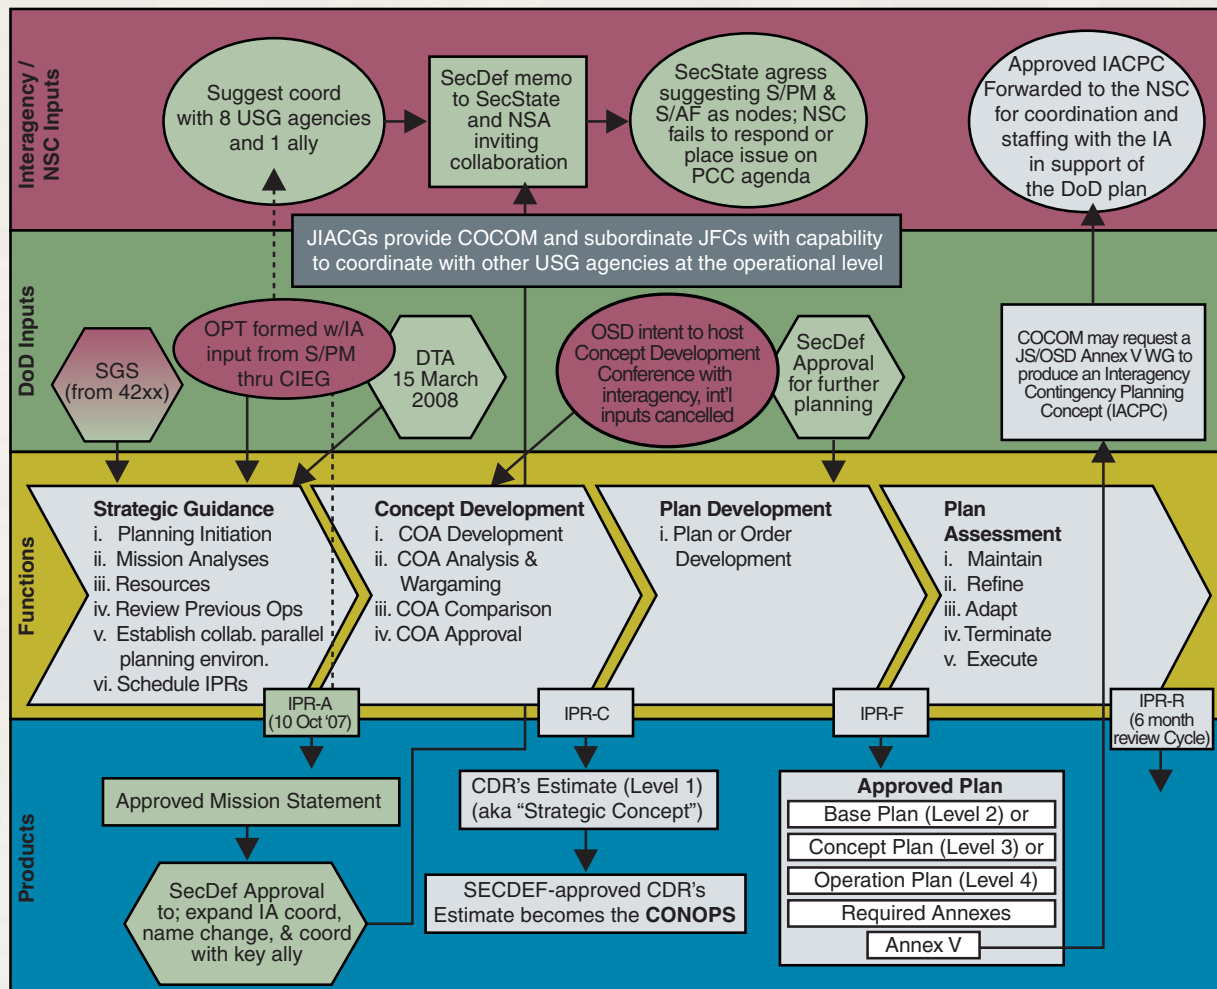 Interagency /
NSC Inputs
Suggest coord
with 8 USG agencies
and 1 ally
SecDef memo
to SecState
and NSA
inviting
collaboration
SecState agress
suggesting S/PM &
S/AF as nodes; NSC
fails to respond or
place issue on
PCC agenda
Approved IACPC
Forwarded to the NSC
for coordination and
staffing with the IA
in support of
the DoD plan
JIACGs provide COCOM and subordinate JFCs with capability
to coordinate with other USG agencies at the operational level
DoD Inputs
SGS
(from 42xx)
OPT formed w/IA
input from S/PM
thru CIEG
DTA
15 March
2008
OSD intent to host
Concept Development
Conference with
interagency, int'l
inputs cancelled
SecDef
Approval
for further
planning
COCOM may request a
JS/OSD Annex V WG to
produce an Interagency
Contingency Planning
Concept (IACPC)
Functions
Strategic Guidance
i. Planning Initiation
ii. Mission Analyses
iii. Resources
iv. Review Previous Ops
v. Establish collab. parallel
planning environ.
vi. Schedule IPRs
Concept Development
i. COA Development
ii. COA Analysis &
Wargaming
iii. COA Comparison
iv. COA Approval
Plan Development
i. Plan or Order
Development
Plan
Assessment
i. Maintain
ii. Refine
iii. Adapt
iv. Terminate
v. Execute
IPR-A
(10 Oct '07)
IPR-C
IPR-F
IPR-R
(6 month
review Cycle)
Products
Approved Mission Statement
SecDef Approval
to; expand IA coord,
name change, & coord
with key ally
CDR's Estimate (Level 1)
(aka “Strategic Concept”)
SECDEF-approved CDR's
Estimate becomes the CONOPS
Approved Plan
Base Plan (Level 2) or
Concept Plan (Level 3) or
Operation Plan (Level 4)
Required Annexes
Annex V